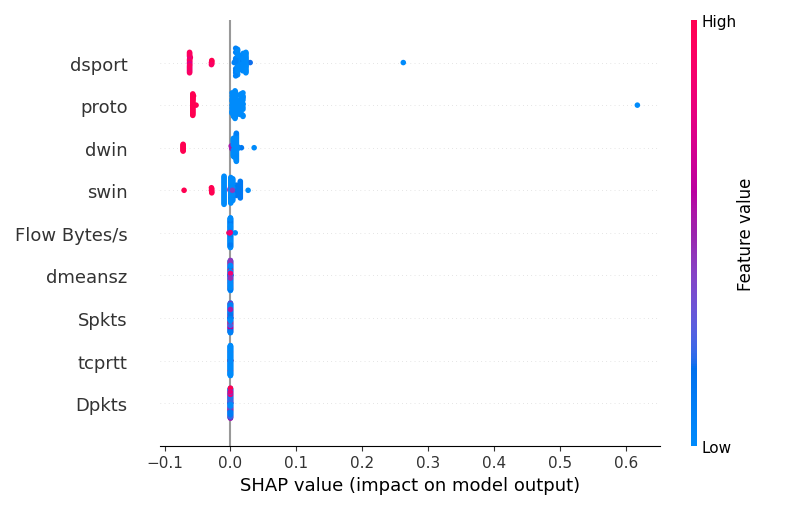 High
dsport
proto
dwin
swin
Flow Bytes/s
dmeansz
Spkts
tcprtt
Dpkts
Feature value
Low
−0.1 0.0 0.1 0.2 0.3 0.4 0.5 0.6
SHAP value (impact on model output)